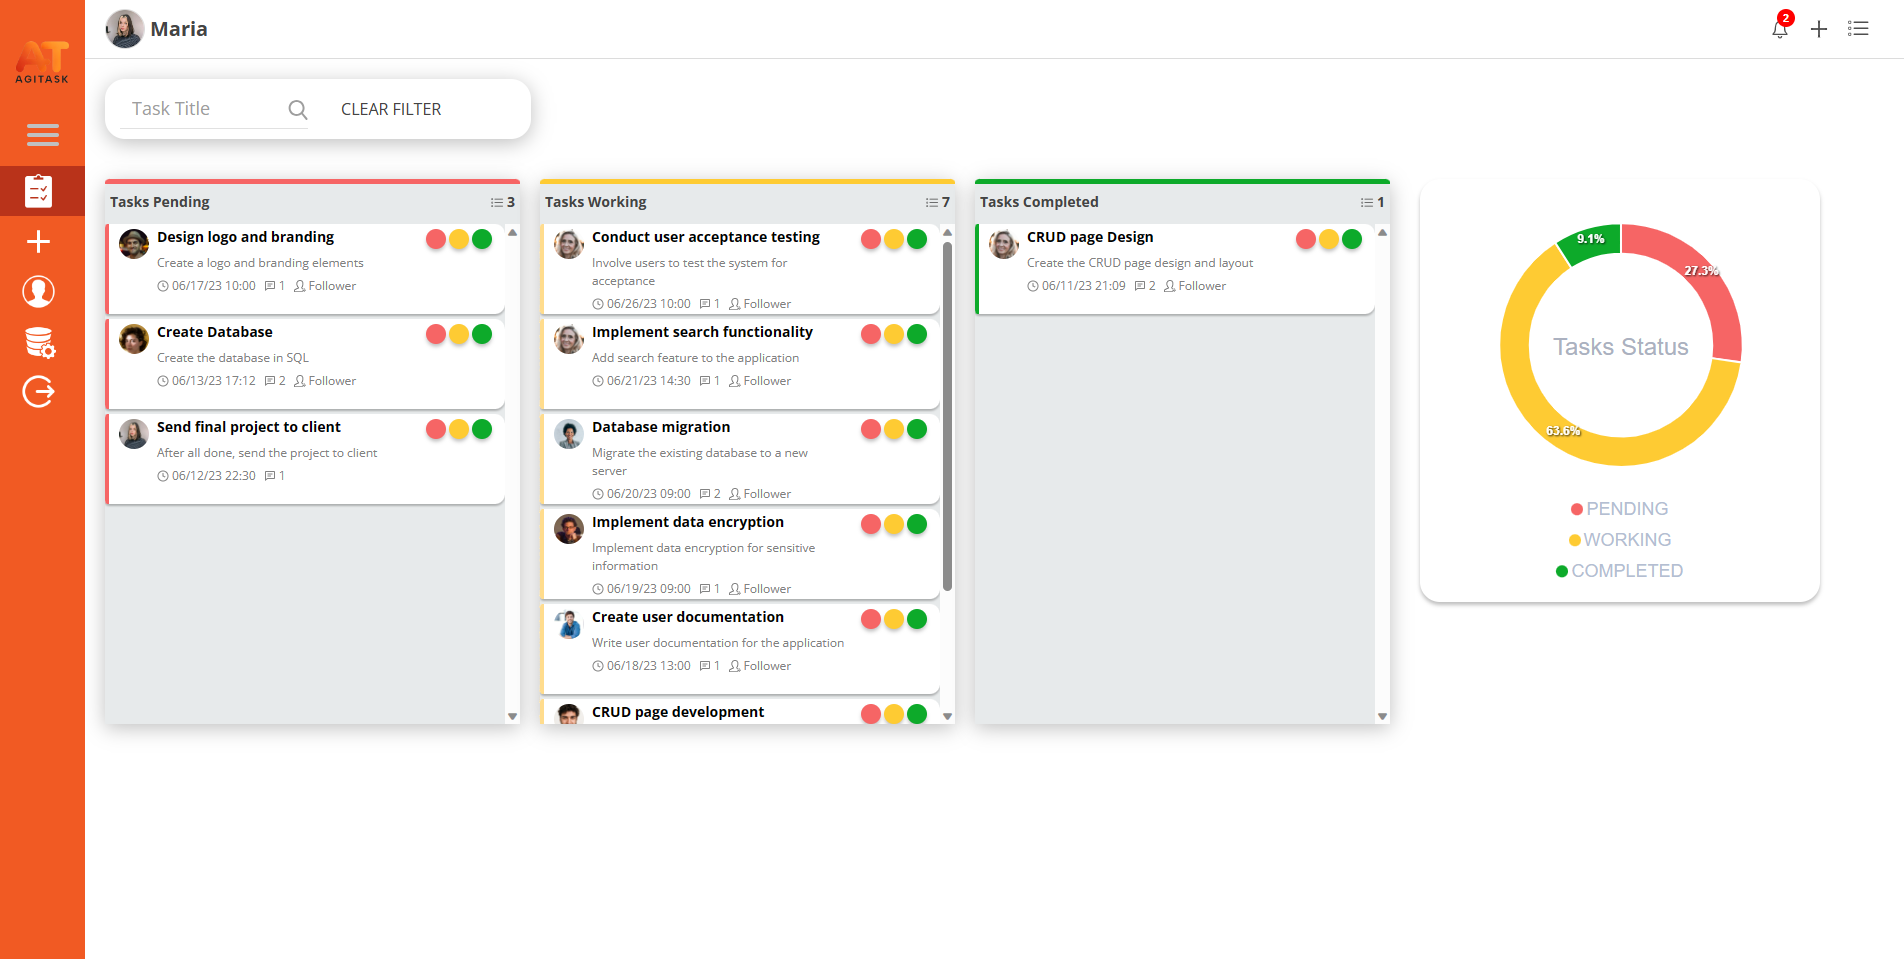 AT
AGITASK
Maria
2
Task Title
CLEAR FILTER
Tasks Pending
3
Design logo and branding
Create a logo and branding elements
06/17/23 10:00 1 Follower
Create Database
Create the database in SQL
06/13/23 17:12 2 Follower
Send final project to client
After all done, send the project to client
06/12/23 22:30 1
Tasks Working
7
Conduct user acceptance testing
Involve users to test the system for
acceptance
06/26/23 10:00 1 Follower
Implement search functionality
Add search feature to the application
06/21/23 14:30 1 Follower
Database migration
Migrate the existing database to a new
server
06/20/23 09:00 2 Follower
Implement data encryption
Implement data encryption for sensitive
information
06/19/23 09:00 1 Follower
Create user documentation
Write user documentation for the application
06/18/23 13:00 1 Follower
CRUD page development
Tasks Completed
1
CRUD page Design
Create the CRUD page design and layout
06/11/23 21:09 2 Follower
9.1%
27.3%
Tasks Status
63.6%
PENDING
WORKING
COMPLETED